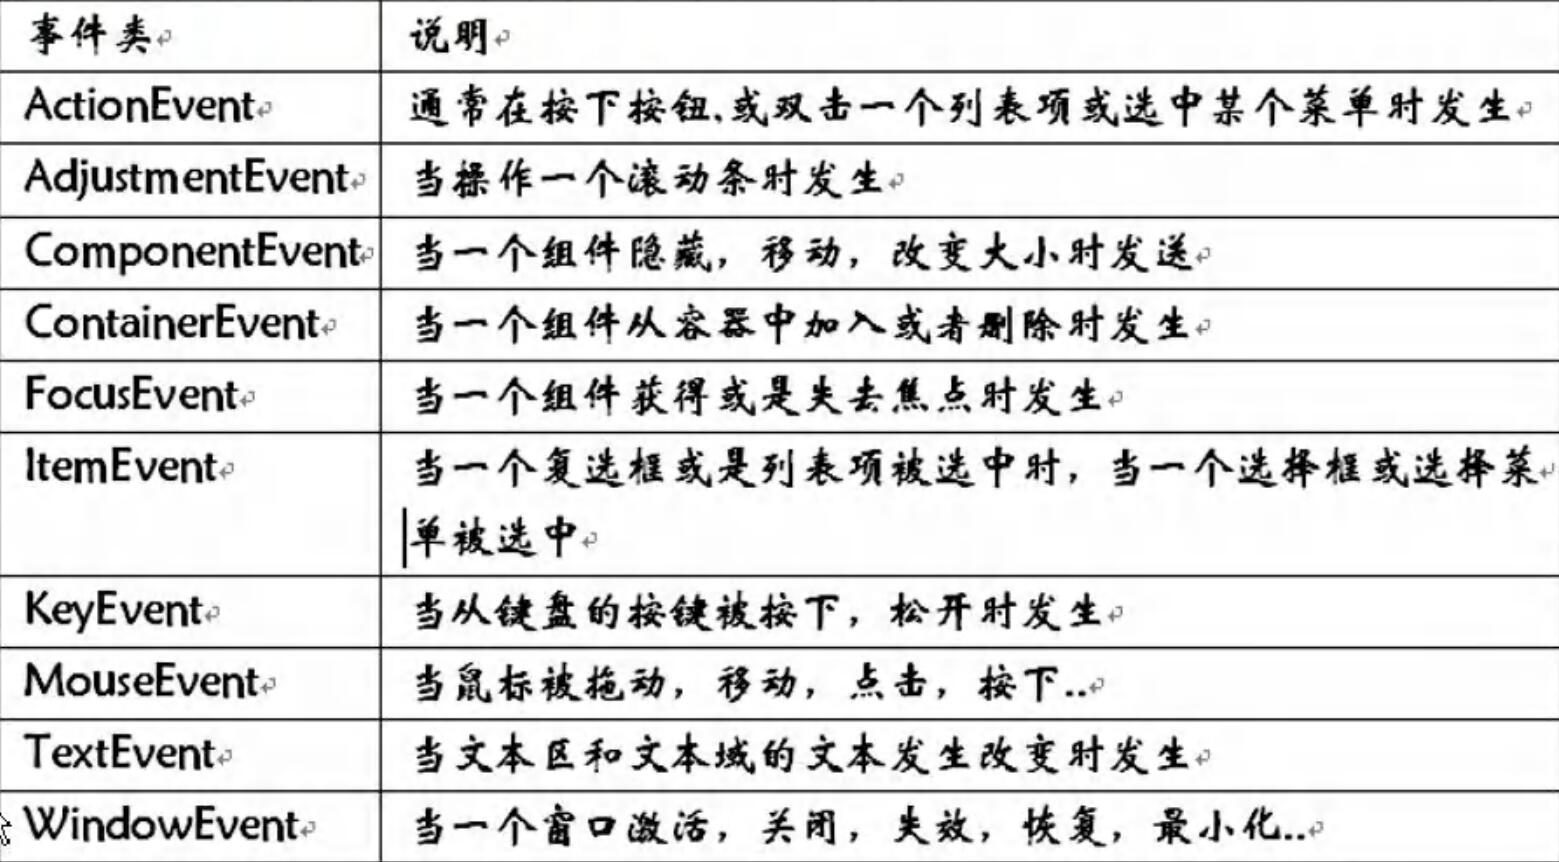 事件类 说明
ActionEvent 通常在按下按钮,或双击一个列表项或选中某个菜单时发生
AdjustmentEvent 当操作一个滚动条时发生
ComponentEvent 当一个组件隐藏，移动，改变大小时发送
ContainerEvent 当一个组件从容器中加入或者删除时发生
FocusEvent 当一个组件获得或是失去焦点时发生
ItemEvent 当一个复选框或是列表项被选中时，当一个选择框或选择菜
单被选中
KeyEvent 当从键盘的按键被按下，松开时发生
MouseEvent 当鼠标被拖动，移动，点击，按下..
TextEvent 当文本区和文本域的文本发生改变时发生
WindowEvent 当一个窗口激活，关闭，失效，恢复，最小化..